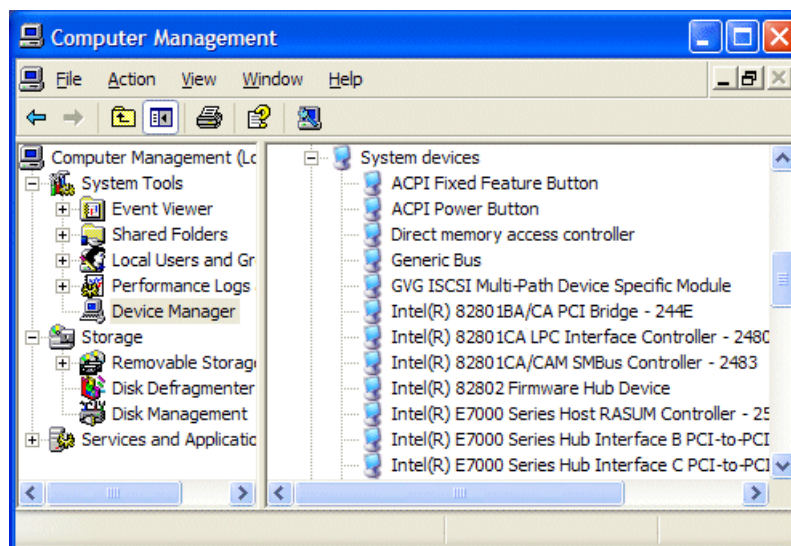 Computer Management
File Action View Window Help
Computer Management (Lc
System Tools
Event Viewer
Shared Folders
Local Users and Gr
Performance Logs
Device Manager
Storage
Removable Storag
Disk Defragmenter
Disk Management
Services and Applicatic
System devices
ACPI Fixed Feature Button
ACPI Power Button
Direct memory access controller
Generic Bus
GVG ISCSI Multi-Path Device Specific Module
Intel(R) 82801BA/CA PCI Bridge - 244E
Intel(R) 82801CA LPC Interface Controller - 2480
Intel(R) 82801CA/CAM SMBus Controller - 2483
Intel(R) 82802 Firmware Hub Device
Intel(R) E7000 Series Host RASUM Controller - 25
Intel(R) E7000 Series Hub Interface B PCI-to-PCI
Intel(R) E7000 Series Hub Interface C PCI-to-PCI